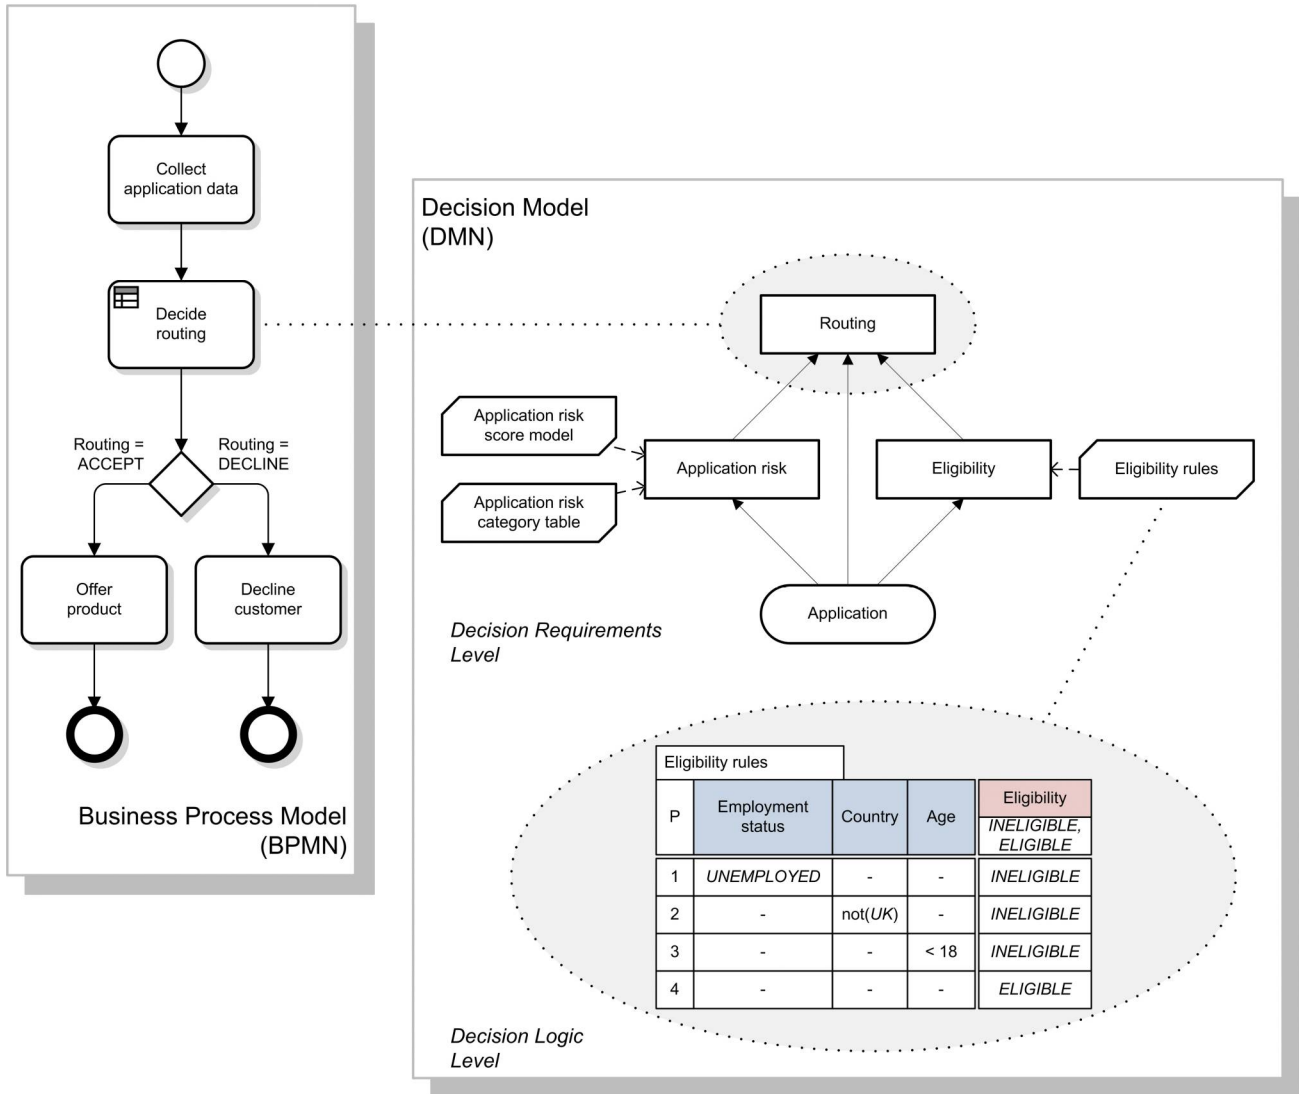 Collect
application data
Decide
routing
Routing =
ACCEPT
Routing =
DECLINE
Offer
product
Decline
customer
Business Process Model
(BPMN)
Decision Model
(DMN)
Routing
Application risk
score model
Application risk
category table
Application risk
Eligibility
Eligibility rules
Application
Decision Requirements
Level
Eligibility rules
P
Employment
status
Country
Age
Eligibility
INELIGIBLE,
ELIGIBLE
1 UNEMPLOYED - - INELIGIBLE
2 - not(UK) - INELIGIBLE
3 - - < 18 INELIGIBLE
4 - - - ELIGIBLE
Decision Logic
Level